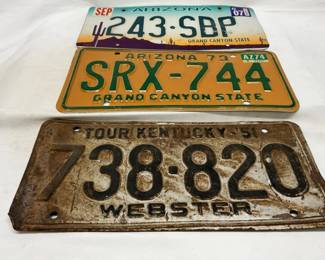 SEP ARIZONA 07
243·SBP
GRAND CANYON STATE
ARIZONA 73 AZ74
SRX-744
GRAND CANYON STATE
TOUR KENTUCKY-51
738·820
WEBSTER